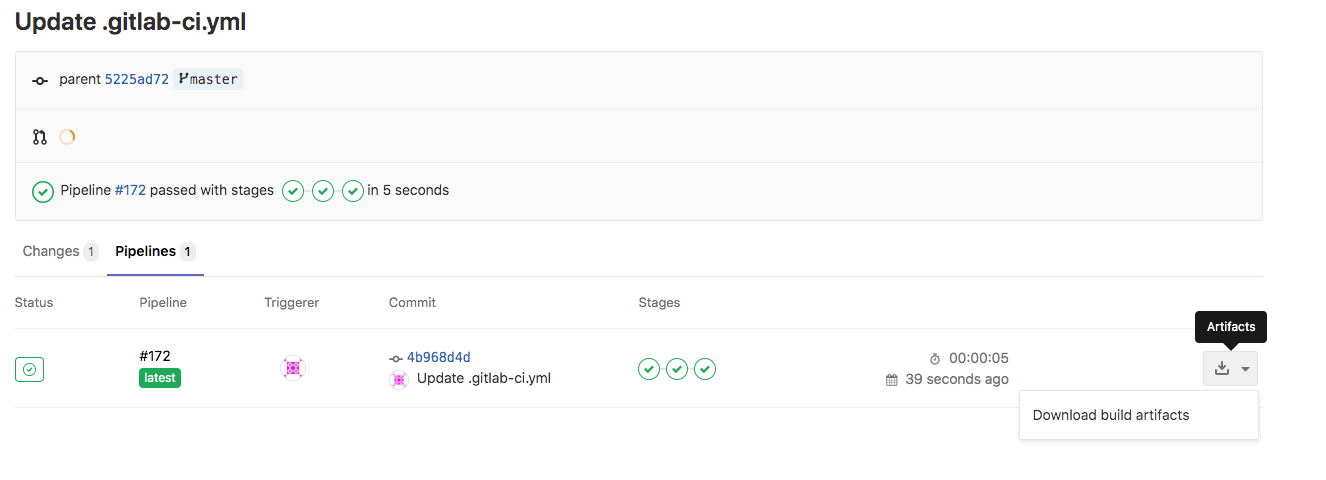 Update .gitlab-ci.yml
parent 5225ad72 master
Pipeline #172 passed with stages in 5 seconds
Changes 1 Pipelines 1
Status Pipeline Triggerer Commit Stages
Artifacts
#172 4b968d4d 00:00:05
latest Update .gitlab-ci.yml 39 seconds ago
Download build artifacts